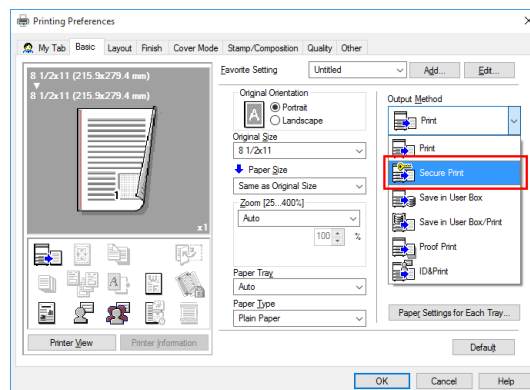 Printing Preferences
My Tab Basic Layout Finish Cover Mode Stamp/Composition Quality Other
8 1/2x11 (215.9x279.4 mm)
8 1/2x11 (215.9x279.4 mm)
1
x1
Printer View Printer Information
Favorite Setting Untitled Add... Edit...
Original Orientation
A
Portrait
Landscape
Original Size
8 1/2x11
Paper Size
Same as Original Size
Zoom [25...400%]
Auto
100 %
Paper Tray
Auto
Paper Type
Plain Paper
Output Method
Print
Print
Secure Print
Save in User Box
Save in User Box/Print
Proof Print
ID&Print
Paper Settings for Each Tray...
Default
OK Cancel Help